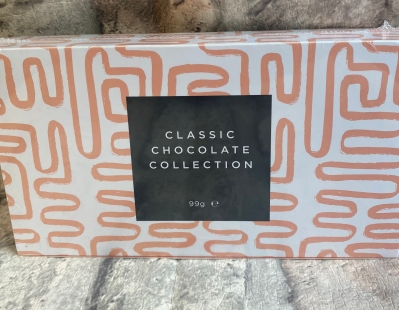 CLASSIC
CHOCOLATE
COLLECTION
99g ℮